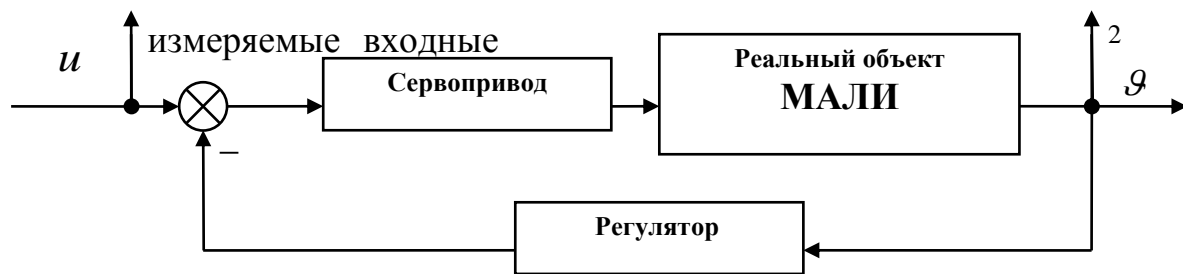 измеряемые входные
2
u
Сервопривод
Реальный объект
МАЛИ
ϑ
–
Регулятор